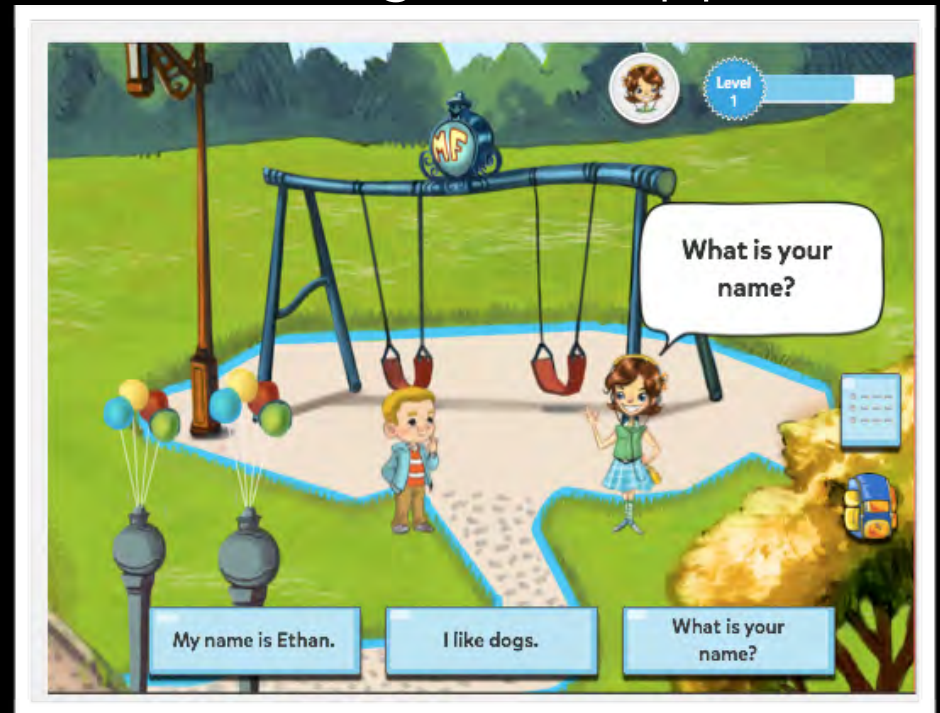 Level
1
MF
What is your
name?
My name is Ethan.
I like dogs.
What is your
name?